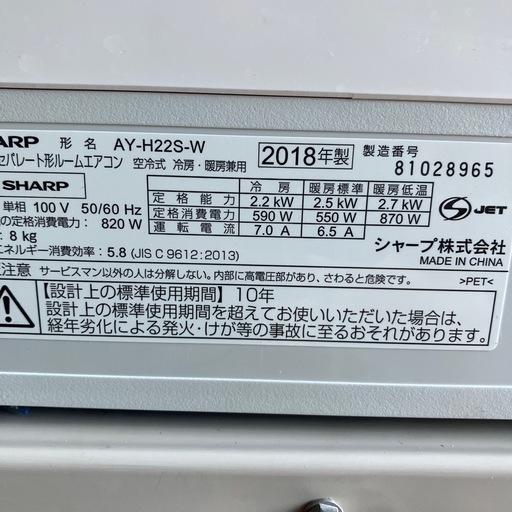 ARP 形名 AY-H22S-W 2018年製 製造番号 81028965
セパレート形ルームエアコン 空冷式 冷房・暖房兼用
SHARP
冷房 暖房標準 暖房低温
定格能力 2.2 kW 2.5 kW 2.7 kW
定格消費電力 590 W 550 W 870 W
運転電流 7.0 A 6.5 A
単相 100 V 50/60 Hz
の定格消費電力: 820 W
: 8 kg
エネルギー消費効率: 5.8 (JIS C 9612:2013)
JET
シャープ株式会社
MADE IN CHINA
注意 サービスマン以外の人は分解しない。内部に高電圧部があり、さわると危険です。
>PET<
【設計上の標準使用期間】10年
設計上の標準使用期間を超えてお使いいただいた場合は、
経年劣化による発火・けが等の事故に至るおそれがあります。